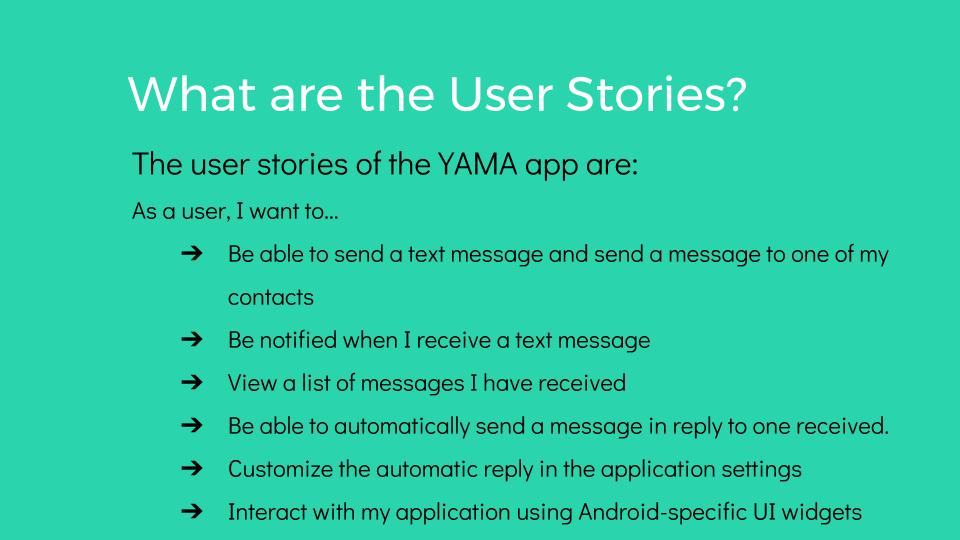 What are the User Stories?
The user stories of the YAMA app are:
As a user, I want to...
➔ Be able to send a text message and send a message to one of my
contacts
➔ Be notified when I receive a text message
➔ View a list of messages I have received
➔ Be able to automatically send a message in reply to one received.
➔ Customize the automatic reply in the application settings
➔ Interact with my application using Android-specific UI widgets